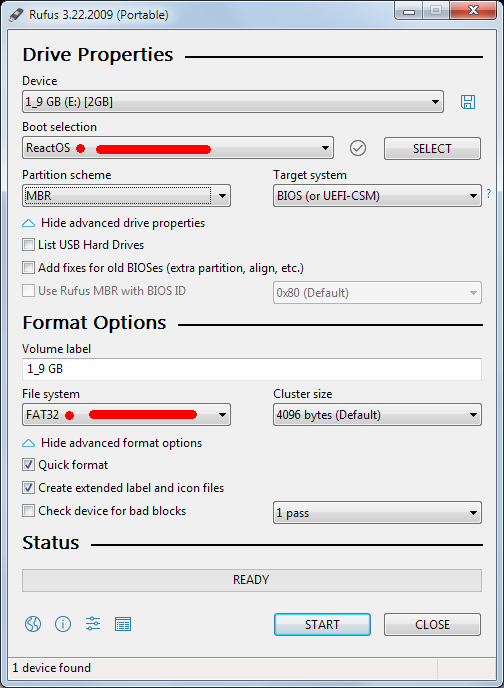 Rufus 3.22.2009 (Portable)
Drive Properties
Device
1_9 GB (E:) [2GB]
Boot selection
ReactOS
SELECT
Partition scheme
Target system
MBR
BIOS (or UEFI-CSM)
?
Hide advanced drive properties
List USB Hard Drives
Add fixes for old BIOSes (extra partition, align, etc.)
Use Rufus MBR with BIOS ID
0x80 (Default)
Format Options
Volume label
1_9 GB
File system
Cluster size
FAT32
4096 bytes (Default)
Hide advanced format options
Quick format
Create extended label and icon files
Check device for bad blocks
1 pass
Status
READY
START
CLOSE
1 device found